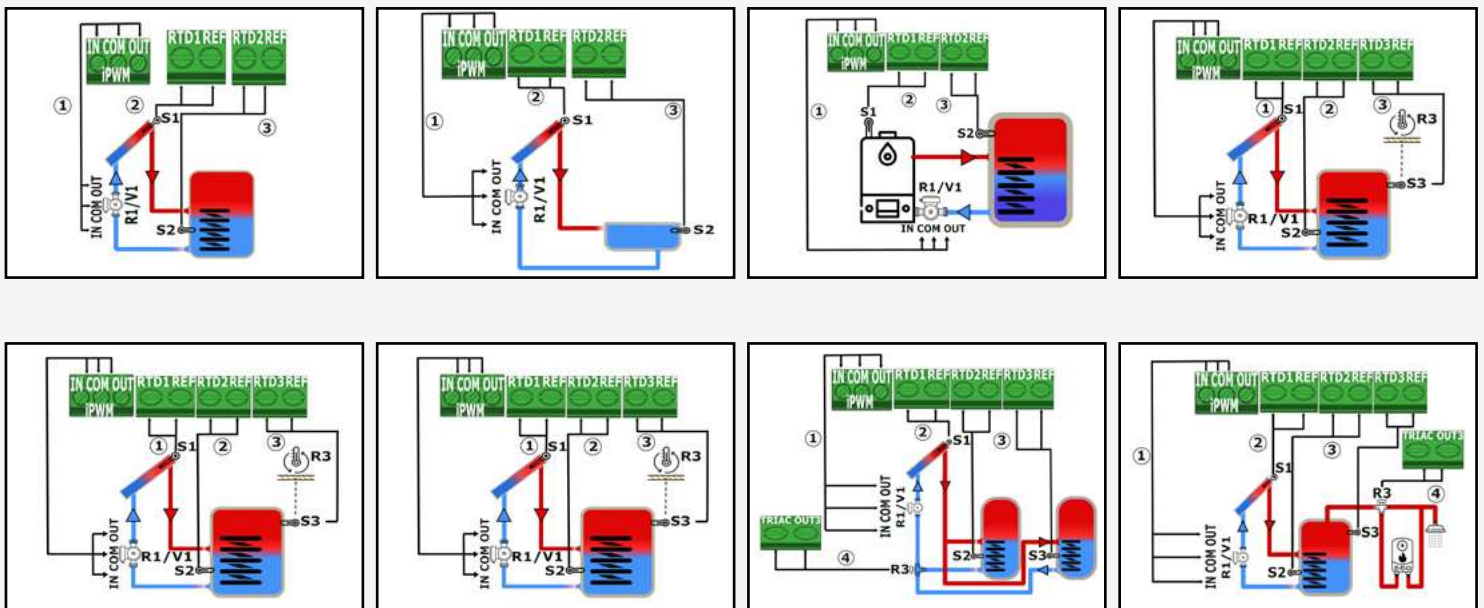 IN COM OUT
iPWM
RTD1 REF
RTD2 REF
①
②
③
S1
S2
R1/V1
IN COM OUT
IN COM OUT
iPWM
RTD1 REF
RTD2 REF
①
②
③
S1
S2
R1/V1
IN COM OUT
IN COM OUT
iPWM
RTD1 REF
RTD2 REF
①
②
③
S1
S2
R1/V1
IN COM OUT
IN COM OUT
iPWM
RTD1 REF
RTD2 REF
RTD3 REF
①
②
③
S1
R3
S3
S2
R1/V1
IN COM OUT
IN COM OUT
iPWM
RTD1 REF
RTD2 REF
RTD3 REF
①
②
③
S1
R3
S3
S2
R1/V1
IN COM OUT
IN COM OUT
iPWM
RTD1 REF
RTD2 REF
RTD3 REF
①
②
③
S1
R3
S3
S2
R1/V1
IN COM OUT
IN COM OUT
iPWM
RTD1 REF
RTD2 REF
RTD3 REF
①
②
③
S1
IN COM OUT
R1/V1
TRIAC OUT3
④
S2
S3
R3
IN COM OUT
iPWM
RTD1 REF
RTD2 REF
RTD3 REF
①
②
③
TRIAC OUT3
④
S1
R3
S3
S2
R1/V1
IN COM OUT